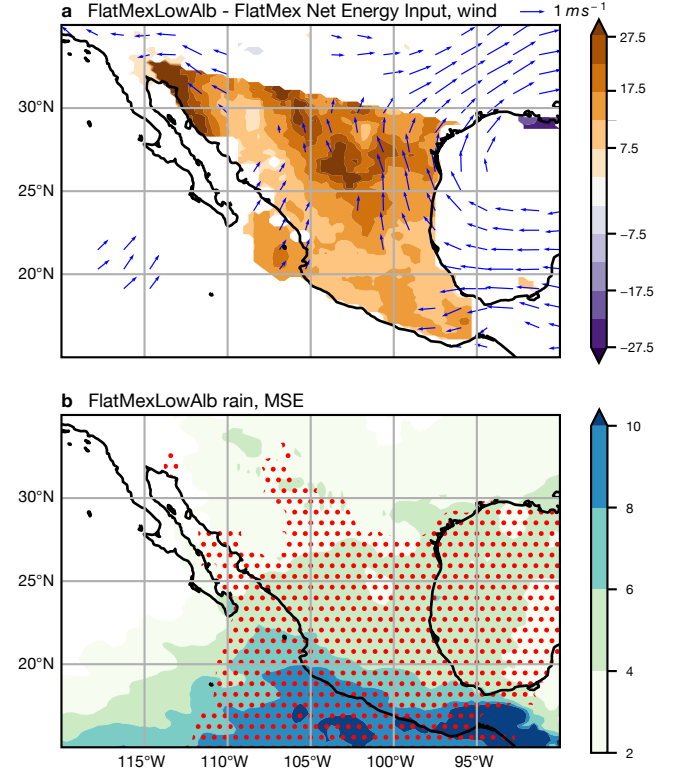 a FlatMexLowAlb - FlatMex Net Energy Input, wind 1 ms⁻¹
27.5
17.5
7.5
−7.5
−17.5
−27.5
30°N
25°N
20°N
b FlatMexLowAlb rain, MSE
10
8
6
4
2
30°N
25°N
20°N
115°W 110°W 105°W 100°W 95°W